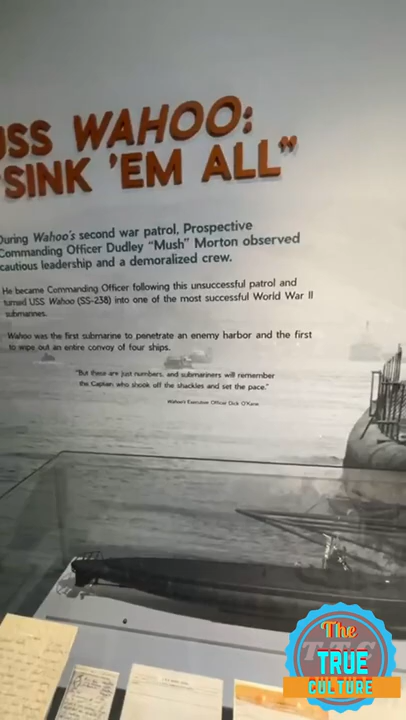 USS WAHOO:
"SINK 'EM ALL"
During Wahoo's second war patrol, Prospective
Commanding Officer Dudley "Mush" Morton observed
cautious leadership and a demoralized crew.
He became Commanding Officer following this unsuccessful patrol and
turned USS Wahoo (SS-238) into one of the most successful World War II
submarines.
Wahoo was the first submarine to penetrate an enemy harbor and the first
to wipe out an entire convoy of four ships.
"But these are just numbers, and submariners will remember
the Captain who shook off the shackles and set the pace."
Wahoo's Executive Officer Dick O'Kane
The
TRUE
CULTURE